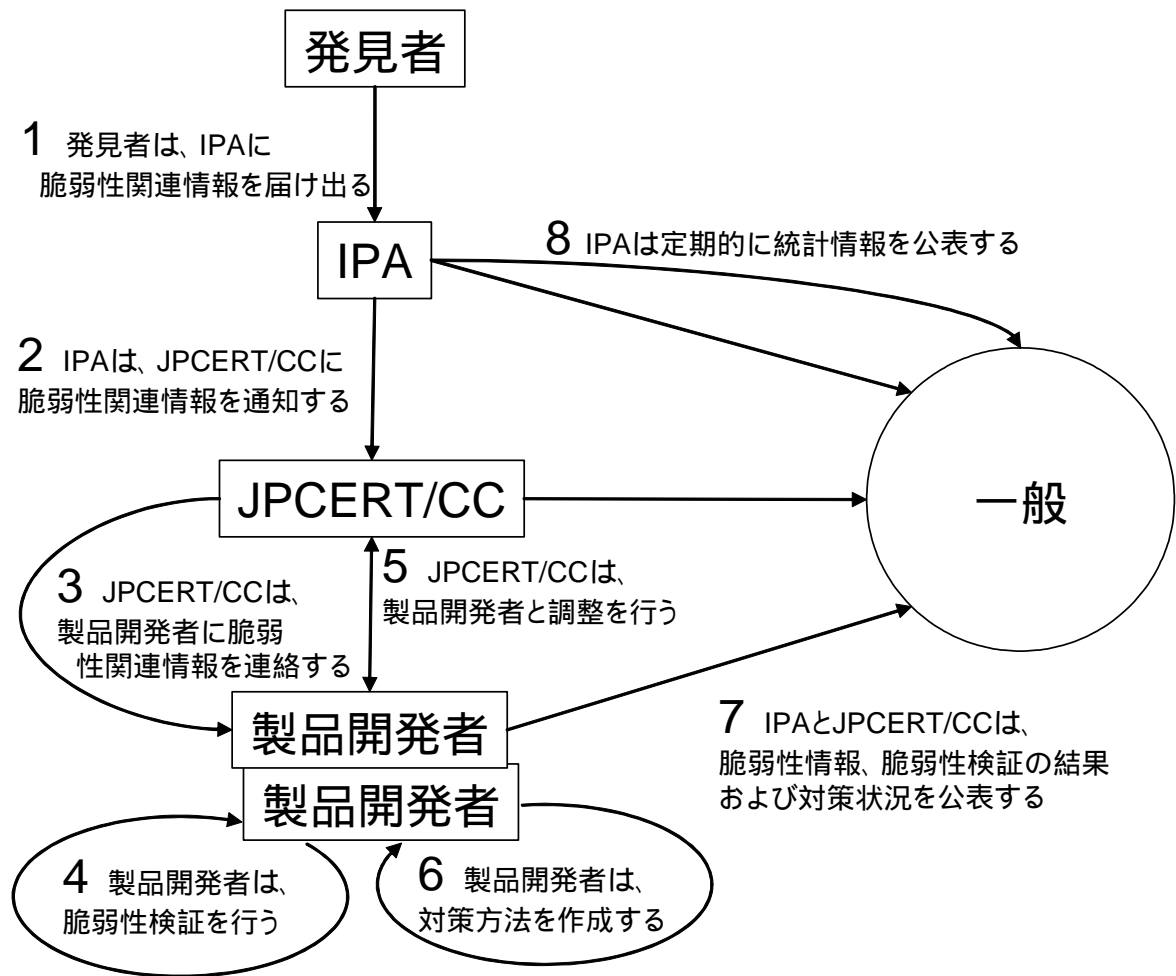 発見者
1 発見者は、IPAに
脆弱性関連情報を届け出る
IPA
8 IPAは定期的に統計情報を公表する
2 IPAは、JPCERT/CCに
脆弱性関連情報を通知する
JPCERT/CC
一般
3 JPCERT/CCは、
製品開発者に脆弱
性関連情報を連絡する
5 JPCERT/CCは、
製品開発者と調整を行う
製品開発者
7 IPAとJPCERT/CCは、
脆弱性情報、脆弱性検証の結果
および対策状況を公表する
製品開発者
4 製品開発者は、
脆弱性検証を行う
6 製品開発者は、
対策方法を作成する